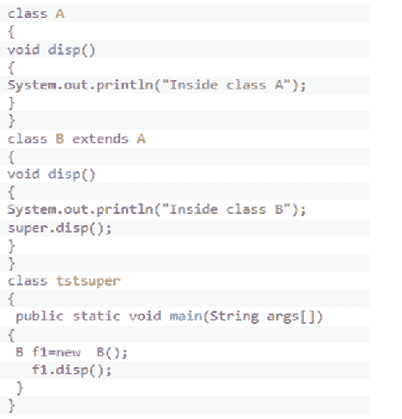 class A
{
void disp()
{
System.out.println("Inside class A");
}
}
class B extends A
{
void disp()
{
System.out.println("Inside class B");
super.disp();
}
}
class tstsuper
{
public static void main(String args[])
{
B f1=new  B();
f1.disp();
}
}